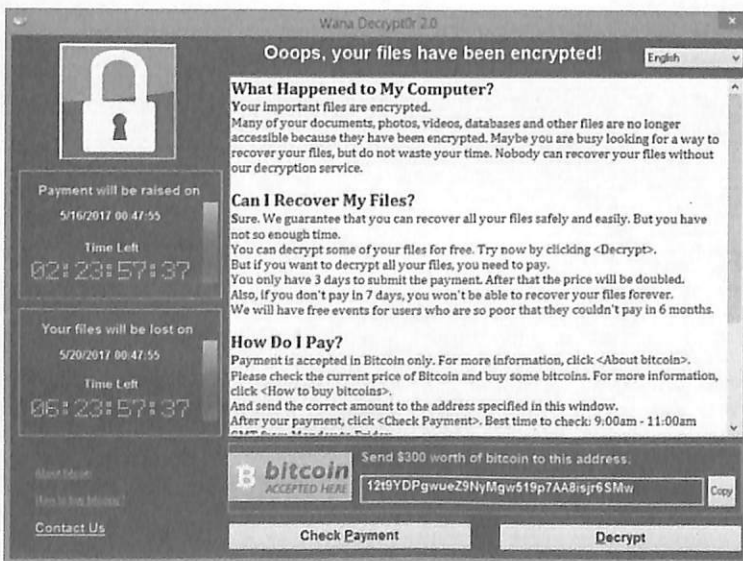 Wana Decrypt0r 2.0
Ooops, your files have been encrypted!
English
Payment will be raised on
5/16/2017 00:47:55
Time Left
02:23:57:37
Your files will be lost on
5/20/2017 00:47:55
Time Left
06:23:57:37
About bitcoin
How to buy bitcoins?
Contact Us
What Happened to My Computer?
Your important files are encrypted.
Many of your documents, photos, videos, databases and other files are no longer
accessible because they have been encrypted. Maybe you are busy looking for a way to
recover your files, but do not waste your time. Nobody can recover your files without
our decryption service.
Can I Recover My Files?
Sure. We guarantee that you can recover all your files safely and easily. But you have
not so enough time.
You can decrypt some of your files for free. Try now by clicking <Decrypt>.
But if you want to decrypt all your files, you need to pay.
You only have 3 days to submit the payment. After that the price will be doubled.
Also, if you don't pay in 7 days, you won't be able to recover your files forever.
We will have free events for users who are so poor that they couldn't pay in 6 months.
How Do I Pay?
Payment is accepted in Bitcoin only. For more information, click <About bitcoin>.
Please check the current price of Bitcoin and buy some bitcoins. For more information,
click <How to buy bitcoins>.
And send the correct amount to the address specified in this window.
After your payment, click <Check Payment>. Best time to check: 9:00am - 11:00am
GMT from Monday to Friday.
bitcoin
ACCEPTED HERE
Send $300 worth of bitcoin to this address:
12t9YDPgwueZ9NyMgw519p7AA8isjr6SMw
Copy
Check Payment
Decrypt